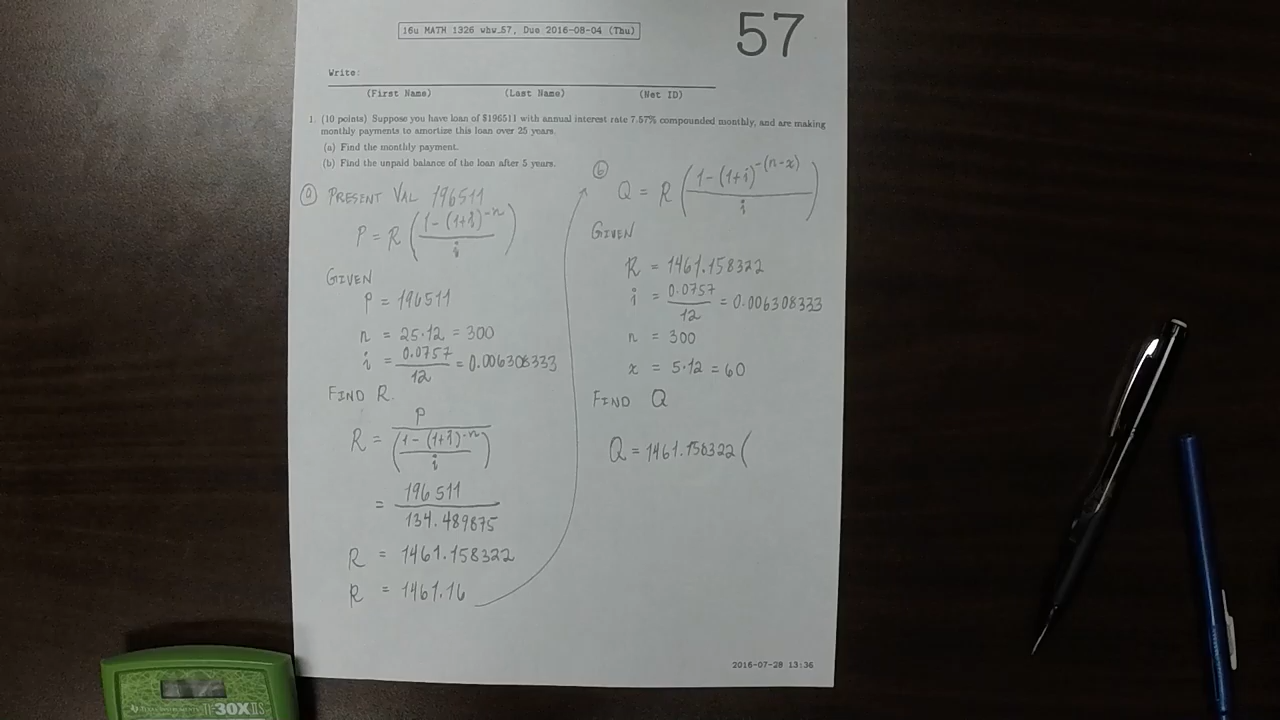 16u MATH 1326 whw_57, Due 2016-08-04 (Thu)
57
Write:
(First Name) (Last Name) (Net ID)
1. (10 points) Suppose you have loan of $196511 with annual interest rate 7.57% compounded monthly, and are making
monthly payments to amortize this loan over 25 years.
(a) Find the monthly payment.
(b) Find the unpaid balance of the loan after 5 years.
(a) PRESENT VAL 196511
P = R ( (1-(1+i)^-n) / i )
GIVEN
P = 196511
n = 25·12 = 300
i = 0.0757 / 12 = 0.006308333
FIND R.
R = P / ( (1-(1+i)^-n) / i )
= 196511 / 134.489875
R = 1461.158322
R = 1461.16
(b) Q = R ( (1-(1+i)^-(n-x)) / i )
GIVEN
R = 1461.158322
i = 0.0757 / 12 = 0.006308333
n = 300
x = 5·12 = 60
FIND Q
Q = 1461.158322 (
2016-07-28 13:36
TEXAS INSTRUMENTS TI-30X IIS